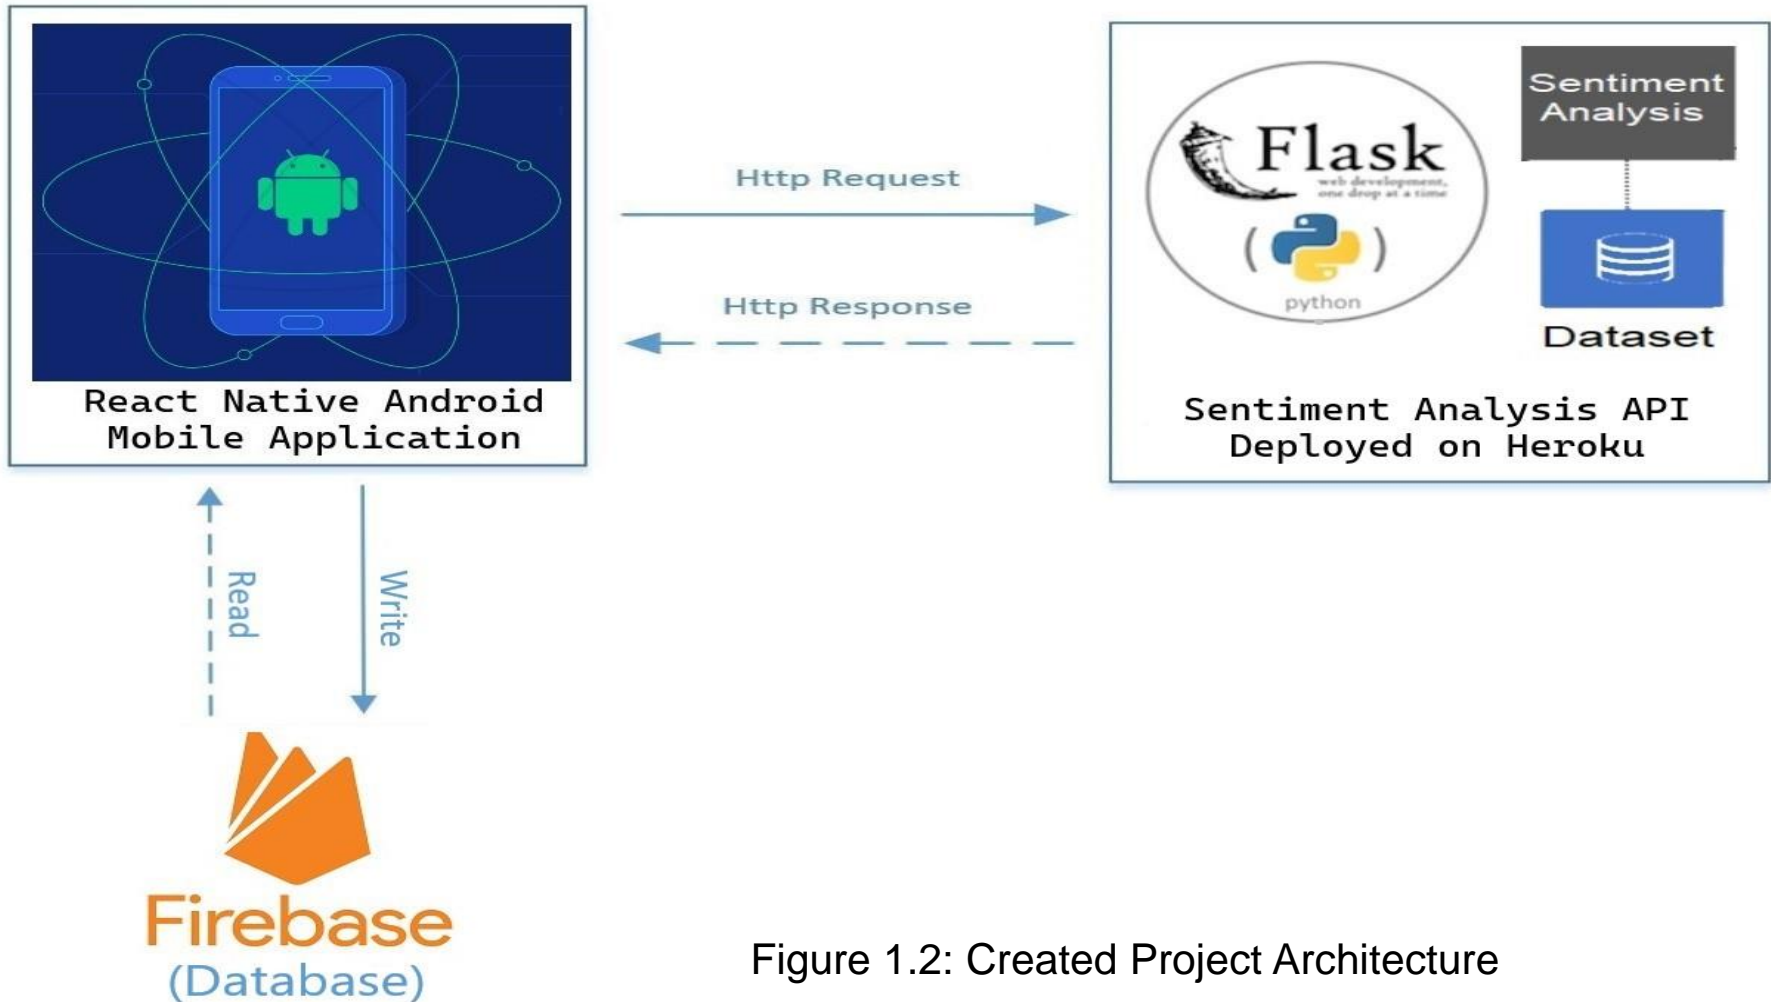 Http Request
Http Response
React Native Android
Mobile Application
Flask
web development,
one drop at a time
( )
python
Sentiment
Analysis
Dataset
Sentiment Analysis API
Deployed on Heroku
Read
Write
Firebase
(Database)
Figure 1.2: Created Project Architecture